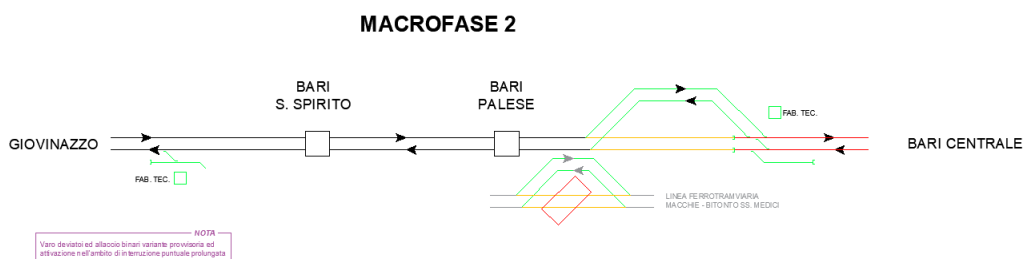 MACROFASE 2
BARI
S. SPIRITO
BARI
PALESE
FAB. TEC.
GIOVINAZZO
BARI CENTRALE
FAB. TEC.
LINEA FERROTRAMVIARIA
MACCHIE - BITONTO SS. MEDICI
NOTA
Varo deviatoi ed allaccio binari variante provvisoria ed
attivazione nell'ambito di interruzione puntuale prolungata